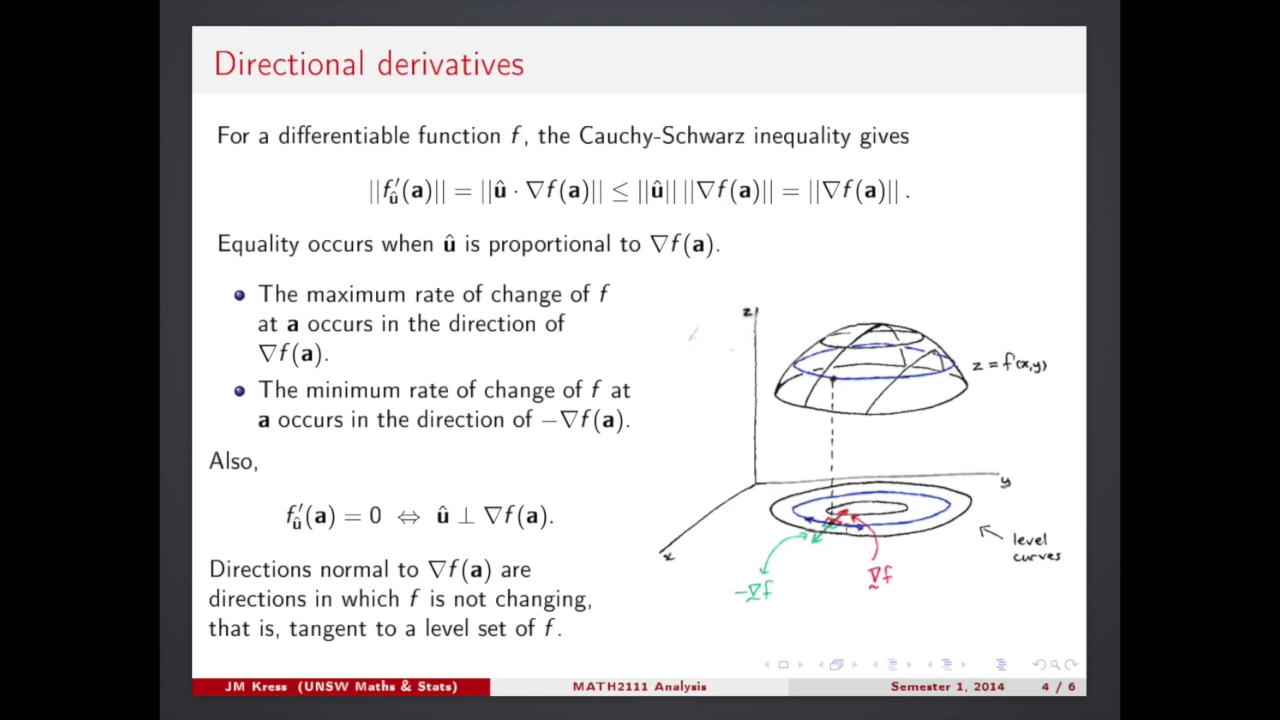 Directional derivatives
For a differentiable function f, the Cauchy-Schwarz inequality gives
||f′û(a)|| = ||û · ∇f(a)|| ≤ ||û|| ||∇f(a)|| = ||∇f(a)|| .
Equality occurs when û is proportional to ∇f(a).
The maximum rate of change of f
at a occurs in the direction of
∇f(a).
The minimum rate of change of f at
a occurs in the direction of −∇f(a).
Also,
f′û(a) = 0 ⇔ û ⊥ ∇f(a).
Directions normal to ∇f(a) are
directions in which f is not changing,
that is, tangent to a level set of f.
z
z = f(x,y)
y
x
level
curves
-∇f
∇f
JM Kress (UNSW Maths & Stats)
MATH2111 Analysis
Semester 1, 2014
4 / 6